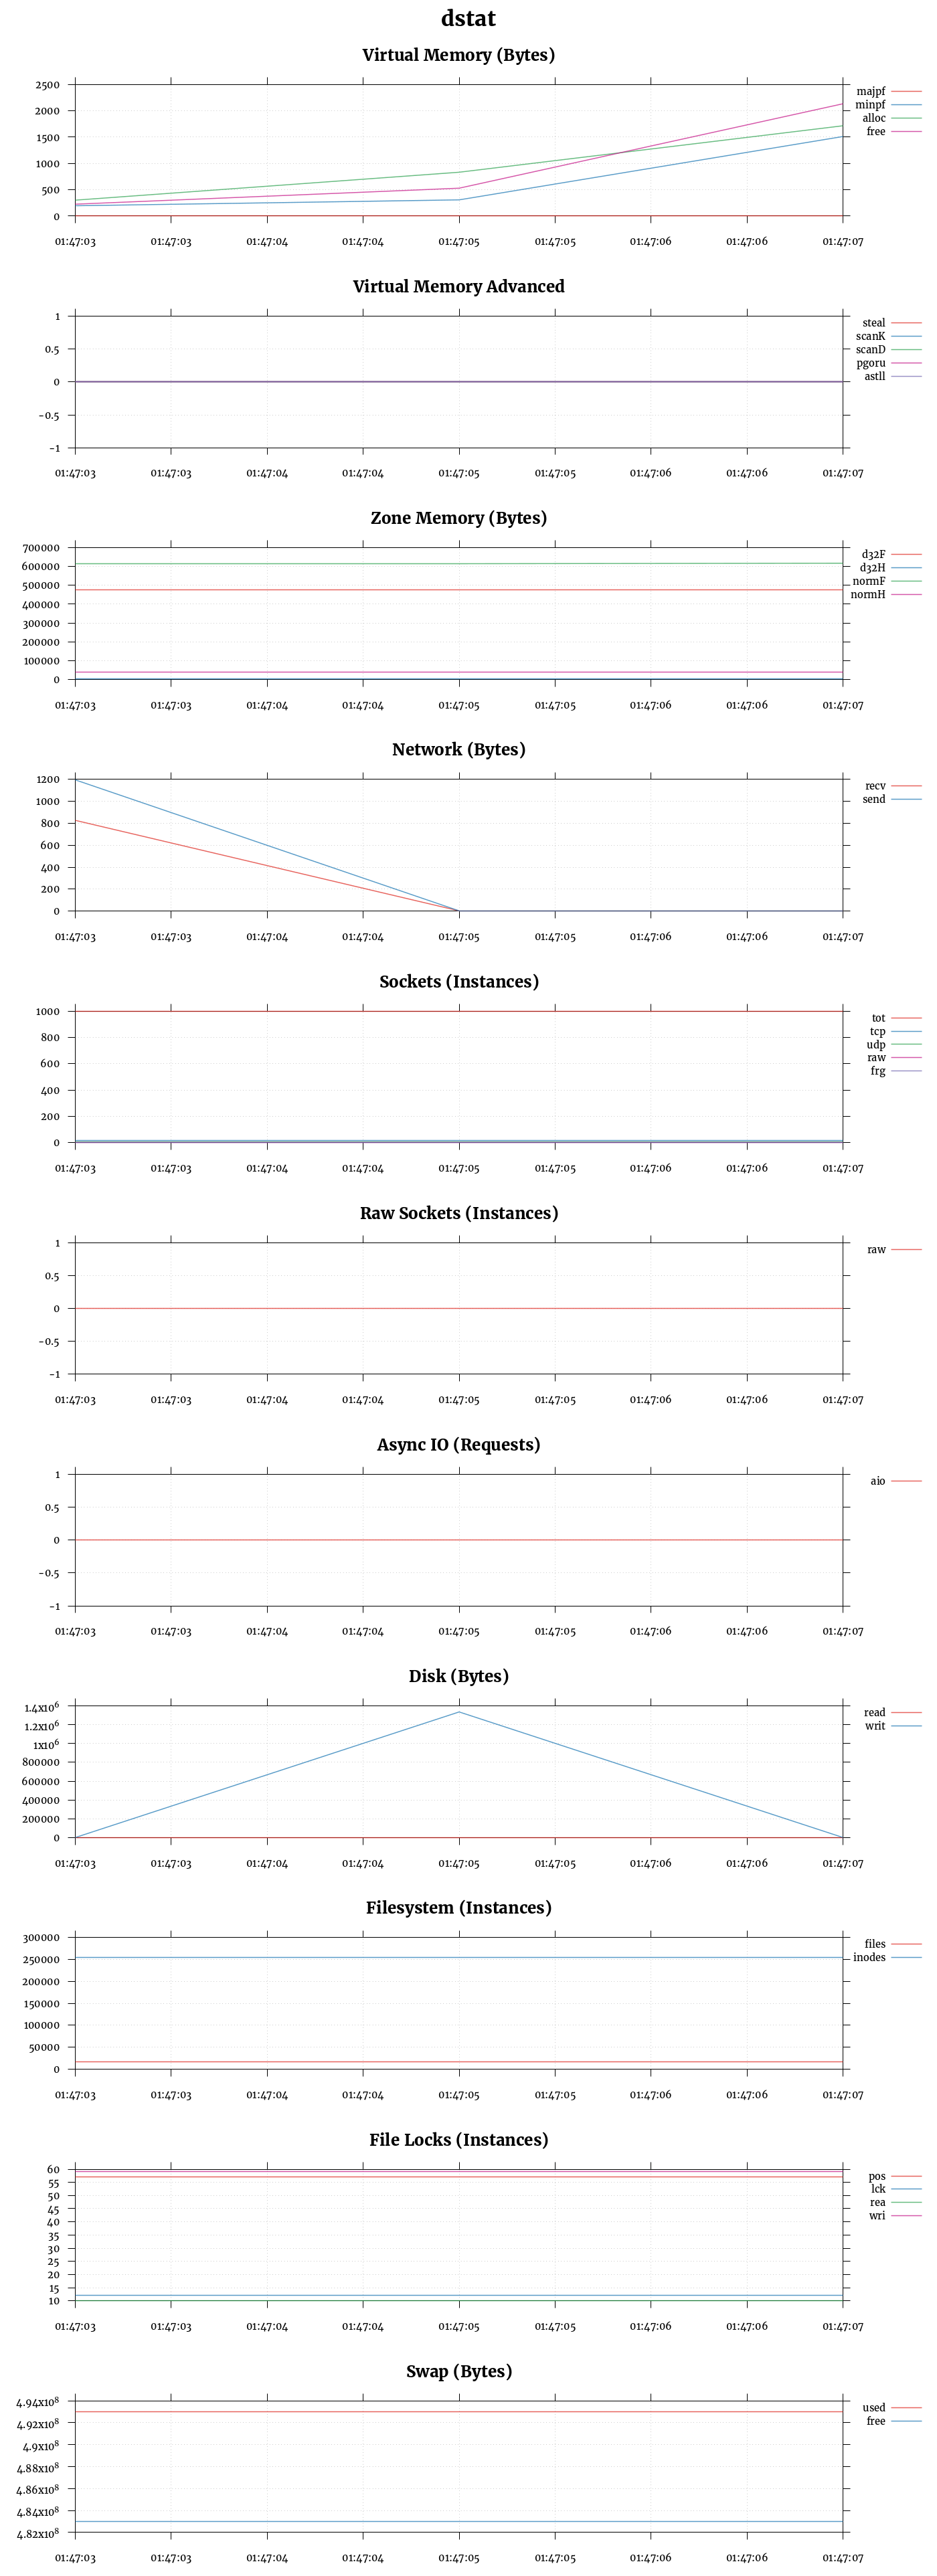 dstat
Virtual Memory (Bytes)
2500
2000
1500
1000
500
0
majpf
minpf
alloc
free
01:47:03 01:47:03 01:47:04 01:47:04 01:47:05 01:47:05 01:47:06 01:47:06 01:47:07
Virtual Memory Advanced
1
0.5
0
-0.5
-1
steal
scanK
scanD
pgoru
astll
01:47:03 01:47:03 01:47:04 01:47:04 01:47:05 01:47:05 01:47:06 01:47:06 01:47:07
Zone Memory (Bytes)
700000
600000
500000
400000
300000
200000
100000
0
d32F
d32H
normF
normH
01:47:03 01:47:03 01:47:04 01:47:04 01:47:05 01:47:05 01:47:06 01:47:06 01:47:07
Network (Bytes)
1200
1000
800
600
400
200
0
recv
send
01:47:03 01:47:03 01:47:04 01:47:04 01:47:05 01:47:05 01:47:06 01:47:06 01:47:07
Sockets (Instances)
1000
800
600
400
200
0
tot
tcp
udp
raw
frg
01:47:03 01:47:03 01:47:04 01:47:04 01:47:05 01:47:05 01:47:06 01:47:06 01:47:07
Raw Sockets (Instances)
1
0.5
0
-0.5
-1
raw
01:47:03 01:47:03 01:47:04 01:47:04 01:47:05 01:47:05 01:47:06 01:47:06 01:47:07
Async IO (Requests)
1
0.5
0
-0.5
-1
aio
01:47:03 01:47:03 01:47:04 01:47:04 01:47:05 01:47:05 01:47:06 01:47:06 01:47:07
Disk (Bytes)
1.4x10⁶
1.2x10⁶
1x10⁶
800000
600000
400000
200000
0
read
writ
01:47:03 01:47:03 01:47:04 01:47:04 01:47:05 01:47:05 01:47:06 01:47:06 01:47:07
Filesystem (Instances)
300000
250000
200000
150000
100000
50000
0
files
inodes
01:47:03 01:47:03 01:47:04 01:47:04 01:47:05 01:47:05 01:47:06 01:47:06 01:47:07
File Locks (Instances)
60
55
50
45
40
35
30
25
20
15
10
pos
lck
rea
wri
01:47:03 01:47:03 01:47:04 01:47:04 01:47:05 01:47:05 01:47:06 01:47:06 01:47:07
Swap (Bytes)
4.94x10⁸
4.92x10⁸
4.9x10⁸
4.88x10⁸
4.86x10⁸
4.84x10⁸
4.82x10⁸
used
free
01:47:03 01:47:03 01:47:04 01:47:04 01:47:05 01:47:05 01:47:06 01:47:06 01:47:07